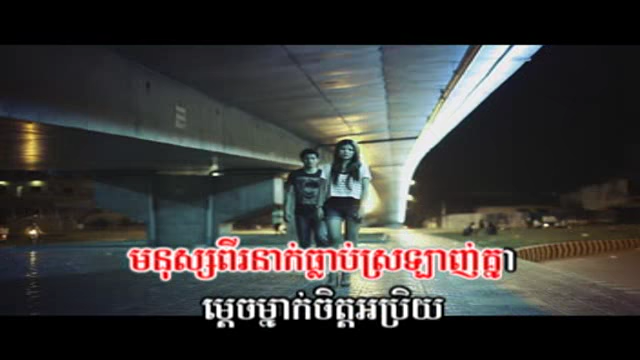 មនុស្សពីរនាក់ធ្លាប់ស្រឡាញ់គ្នា
ម្តេចម្នាក់ចិត្តអប្រិយ